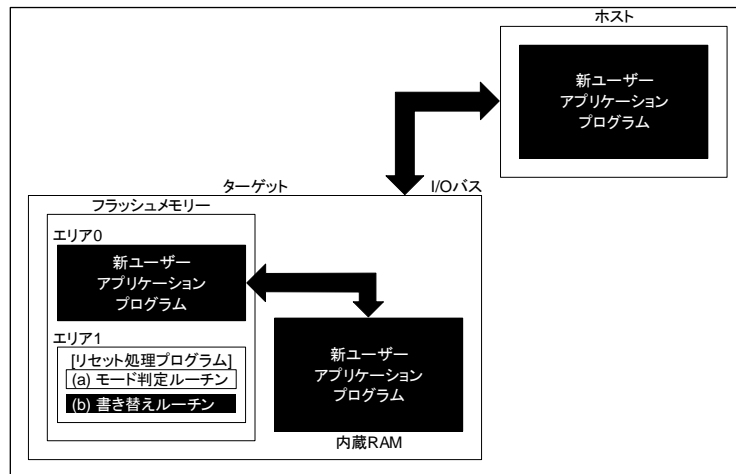 ホスト
新ユーザー
アプリケーション
プログラム
ターゲット
I/Oバス
フラッシュメモリー
エリア0
新ユーザー
アプリケーション
プログラム
エリア1
[リセット処理プログラム]
(a) モード判定ルーチン
(b) 書き替えルーチン
新ユーザー
アプリケーション
プログラム
内蔵RAM